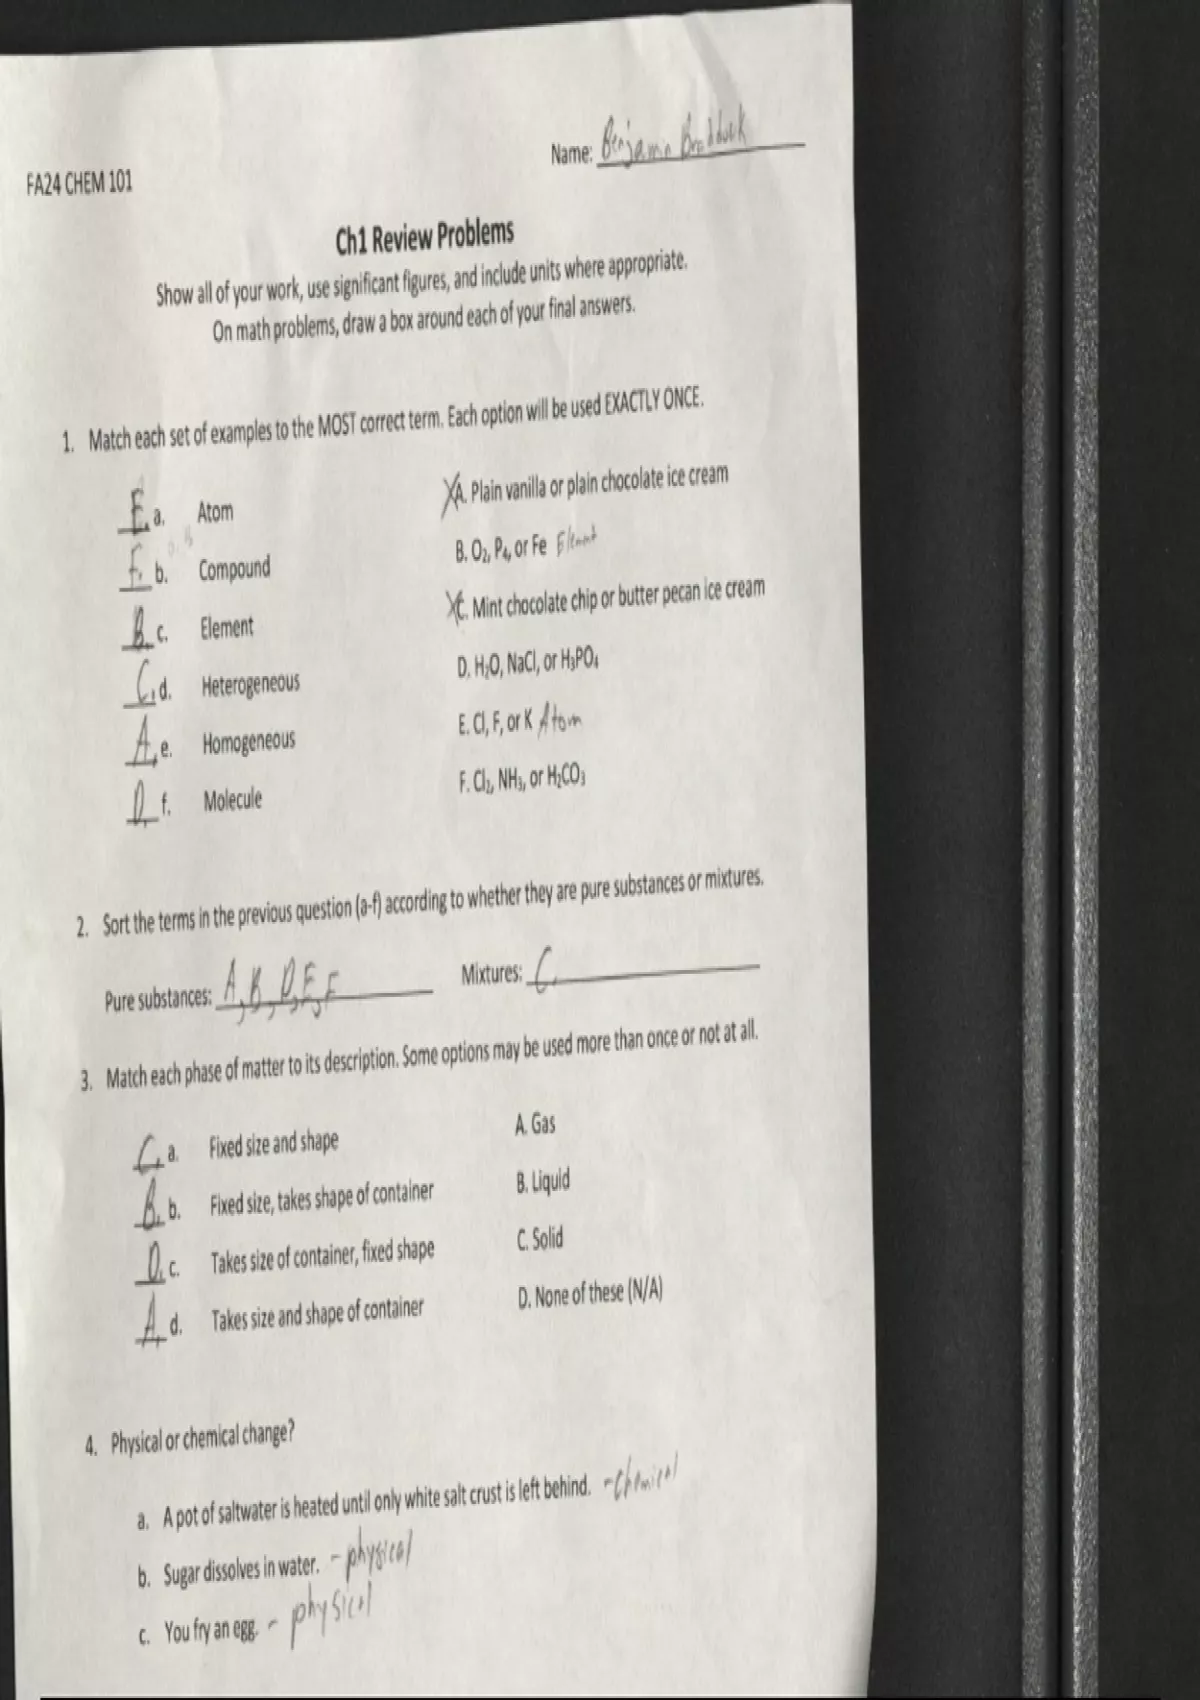 Name: Benjamin Braddock
FA24 CHEM 101
Ch1 Review Problems
Show all of your work, use significant figures, and include units where appropriate.
On math problems, draw a box around each of your final answers.
1. Match each set of examples to the MOST correct term. Each option will be used EXACTLY ONCE.
E. a. Atom
A. Plain vanilla or plain chocolate ice cream
F. b. Compound
B. O₂, P₄, or Fe Element
B. c. Element
C. Mint chocolate chip or butter pecan ice cream
C. d. Heterogeneous
D. H₂O, NaCl, or H₃PO₄
A. e. Homogeneous
E. Cl, F, or K Atom
D. f. Molecule
F. Cl₂, NH₃, or H₂CO₃
2. Sort the terms in the previous question (a-f) according to whether they are pure substances or mixtures.
Pure substances: A, B, D, E, F Mixtures: C
3. Match each phase of matter to its description. Some options may be used more than once or not at all.
C. a. Fixed size and shape
A. Gas
B. b. Fixed size, takes shape of container
B. Liquid
D. c. Takes size of container, fixed shape
C. Solid
A. d. Takes size and shape of container
D. None of these (N/A)
4. Physical or chemical change?
a. A pot of saltwater is heated until only white salt crust is left behind. -chemical
b. Sugar dissolves in water. - physical
c. You fry an egg. - physical